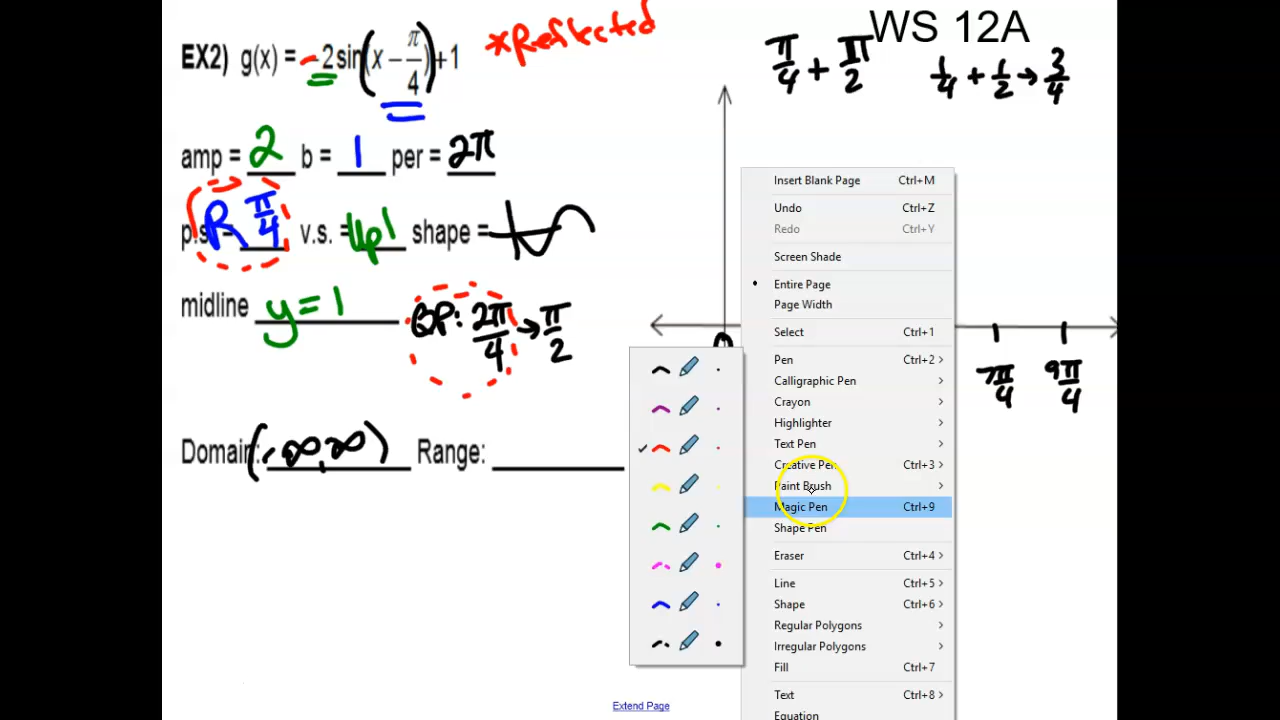 WS 12A
EX2) g(x) = -2sin(x - π/4)+1
*Reflected
π/4 + π/2
1/4 + 1/2 → 3/4
amp = 2 b = 1 per = 2π
p.s. = R π/4 v.s. = Up 1 shape =
midline y = 1
BP: 2π/4 → π/2
Domain: (-∞, ∞) Range:
0
7π/4 9π/4
Insert Blank Page Ctrl+M
Undo Ctrl+Z
Redo Ctrl+Y
Screen Shade
Entire Page
Page Width
Select Ctrl+1
Pen Ctrl+2
Calligraphic Pen
Crayon
Highlighter
Text Pen
Creative Pen Ctrl+3
Paint Brush
Magic Pen Ctrl+9
Shape Pen
Eraser Ctrl+4
Line Ctrl+5
Shape Ctrl+6
Regular Polygons
Irregular Polygons
Fill Ctrl+7
Text Ctrl+8
Equation
Extend Page